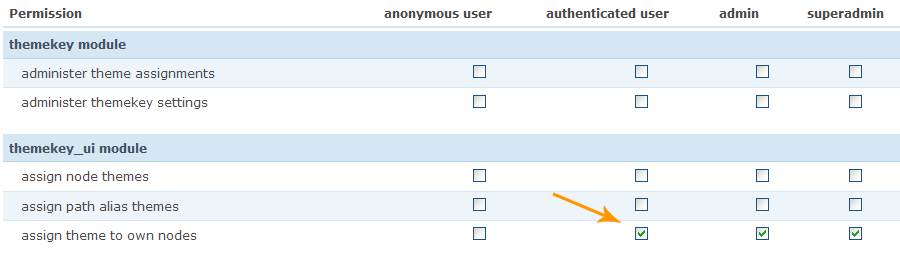 Permission anonymous user authenticated user admin superadmin
themekey module
administer theme assignments
administer themekey settings
themekey_ui module
assign node themes
assign path alias themes
assign theme to own nodes